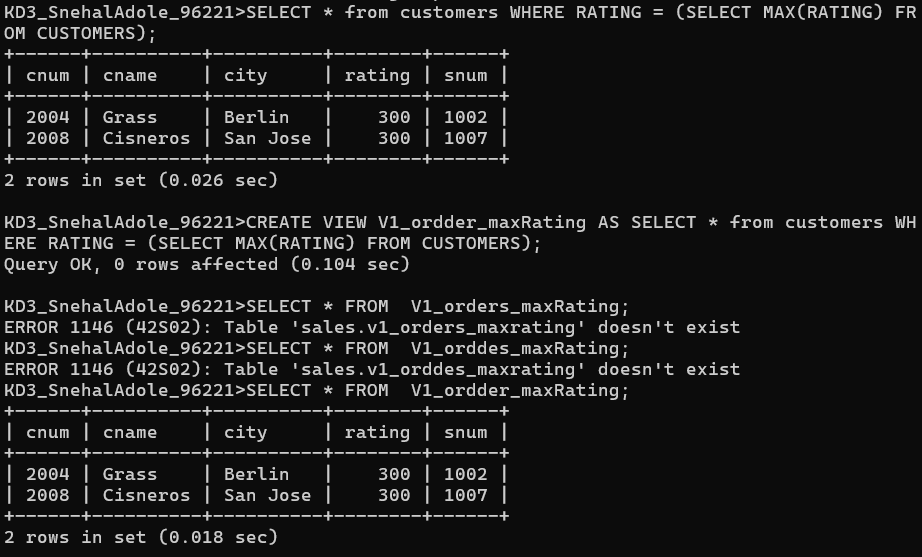 KD3_SnehalAdole_96221>SELECT * from customers WHERE RATING = (SELECT MAX(RATING) FR
OM CUSTOMERS);
+------+----------+----------+--------+------+
| cnum | cname    | city     | rating | snum |
+------+----------+----------+--------+------+
| 2004 | Grass    | Berlin   |    300 | 1002 |
| 2008 | Cisneros | San Jose |    300 | 1007 |
+------+----------+----------+--------+------+
2 rows in set (0.026 sec)

KD3_SnehalAdole_96221>CREATE VIEW V1_ordder_maxRating AS SELECT * from customers WH
ERE RATING = (SELECT MAX(RATING) FROM CUSTOMERS);
Query OK, 0 rows affected (0.104 sec)

KD3_SnehalAdole_96221>SELECT * FROM  V1_orders_maxRating;
ERROR 1146 (42S02): Table 'sales.v1_orders_maxrating' doesn't exist
KD3_SnehalAdole_96221>SELECT * FROM  V1_orddes_maxRating;
ERROR 1146 (42S02): Table 'sales.v1_orddes_maxrating' doesn't exist
KD3_SnehalAdole_96221>SELECT * FROM  V1_ordder_maxRating;
+------+----------+----------+--------+------+
| cnum | cname    | city     | rating | snum |
+------+----------+----------+--------+------+
| 2004 | Grass    | Berlin   |    300 | 1002 |
| 2008 | Cisneros | San Jose |    300 | 1007 |
+------+----------+----------+--------+------+
2 rows in set (0.018 sec)